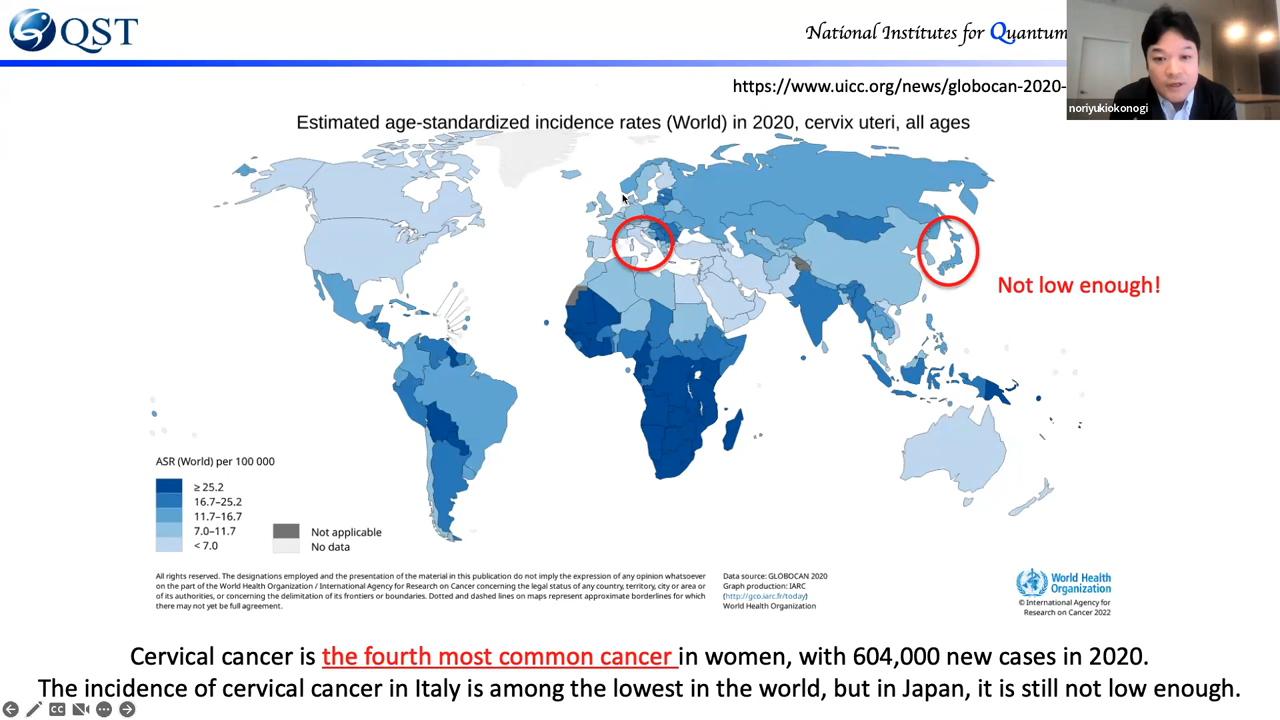 QST
National Institutes for Quantum
https://www.uicc.org/news/globocan-2020-
noriyukiokonogi
Estimated age-standardized incidence rates (World) in 2020, cervix uteri, all ages
Not low enough!
ASR (World) per 100 000
≥ 25.2
16.7–25.2
11.7–16.7
7.0–11.7
< 7.0
Not applicable
No data
All rights reserved. The designations employed and the presentation of the material in this publication do not imply the expression of any opinion whatsoever
on the part of the World Health Organization / International Agency for Research on Cancer concerning the legal status of any country, territory, city or area or
of its authorities, or concerning the delimitation of its frontiers or boundaries. Dotted and dashed lines on maps represent approximate borderlines for which
there may not yet be full agreement.
Data source: GLOBOCAN 2020
Graph production: IARC
(http://gco.iarc.fr/today)
World Health Organization
World Health
Organization
© International Agency for
Research on Cancer 2022
Cervical cancer is the fourth most common cancer in women, with 604,000 new cases in 2020.
The incidence of cervical cancer in Italy is among the lowest in the world, but in Japan, it is still not low enough.
CC